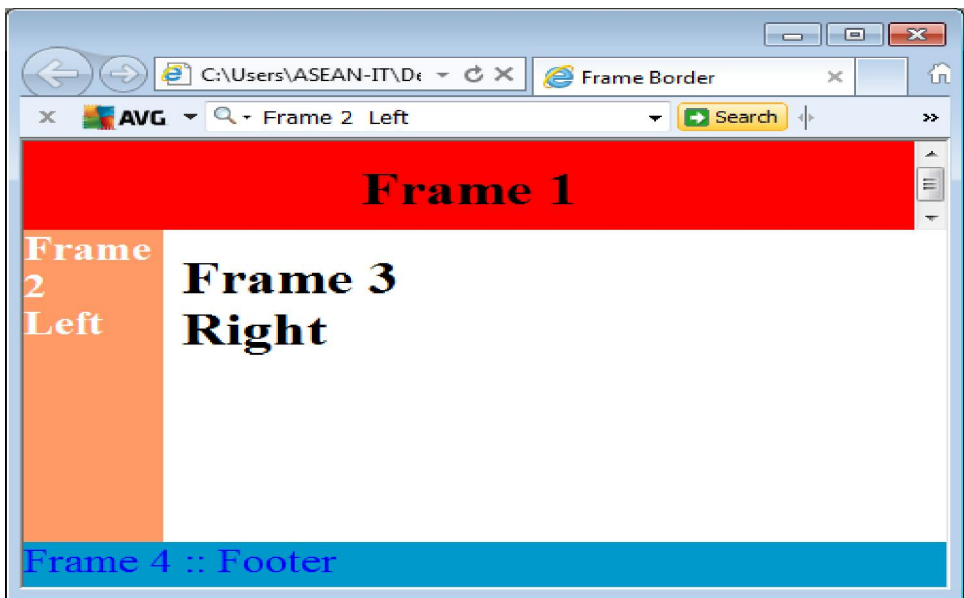 C:\Users\ASEAN-IT\De
Frame Border
AVG
Frame 2 Left
Search
Frame 1
Frame
2
Left
Frame 3
Right
Frame 4 :: Footer